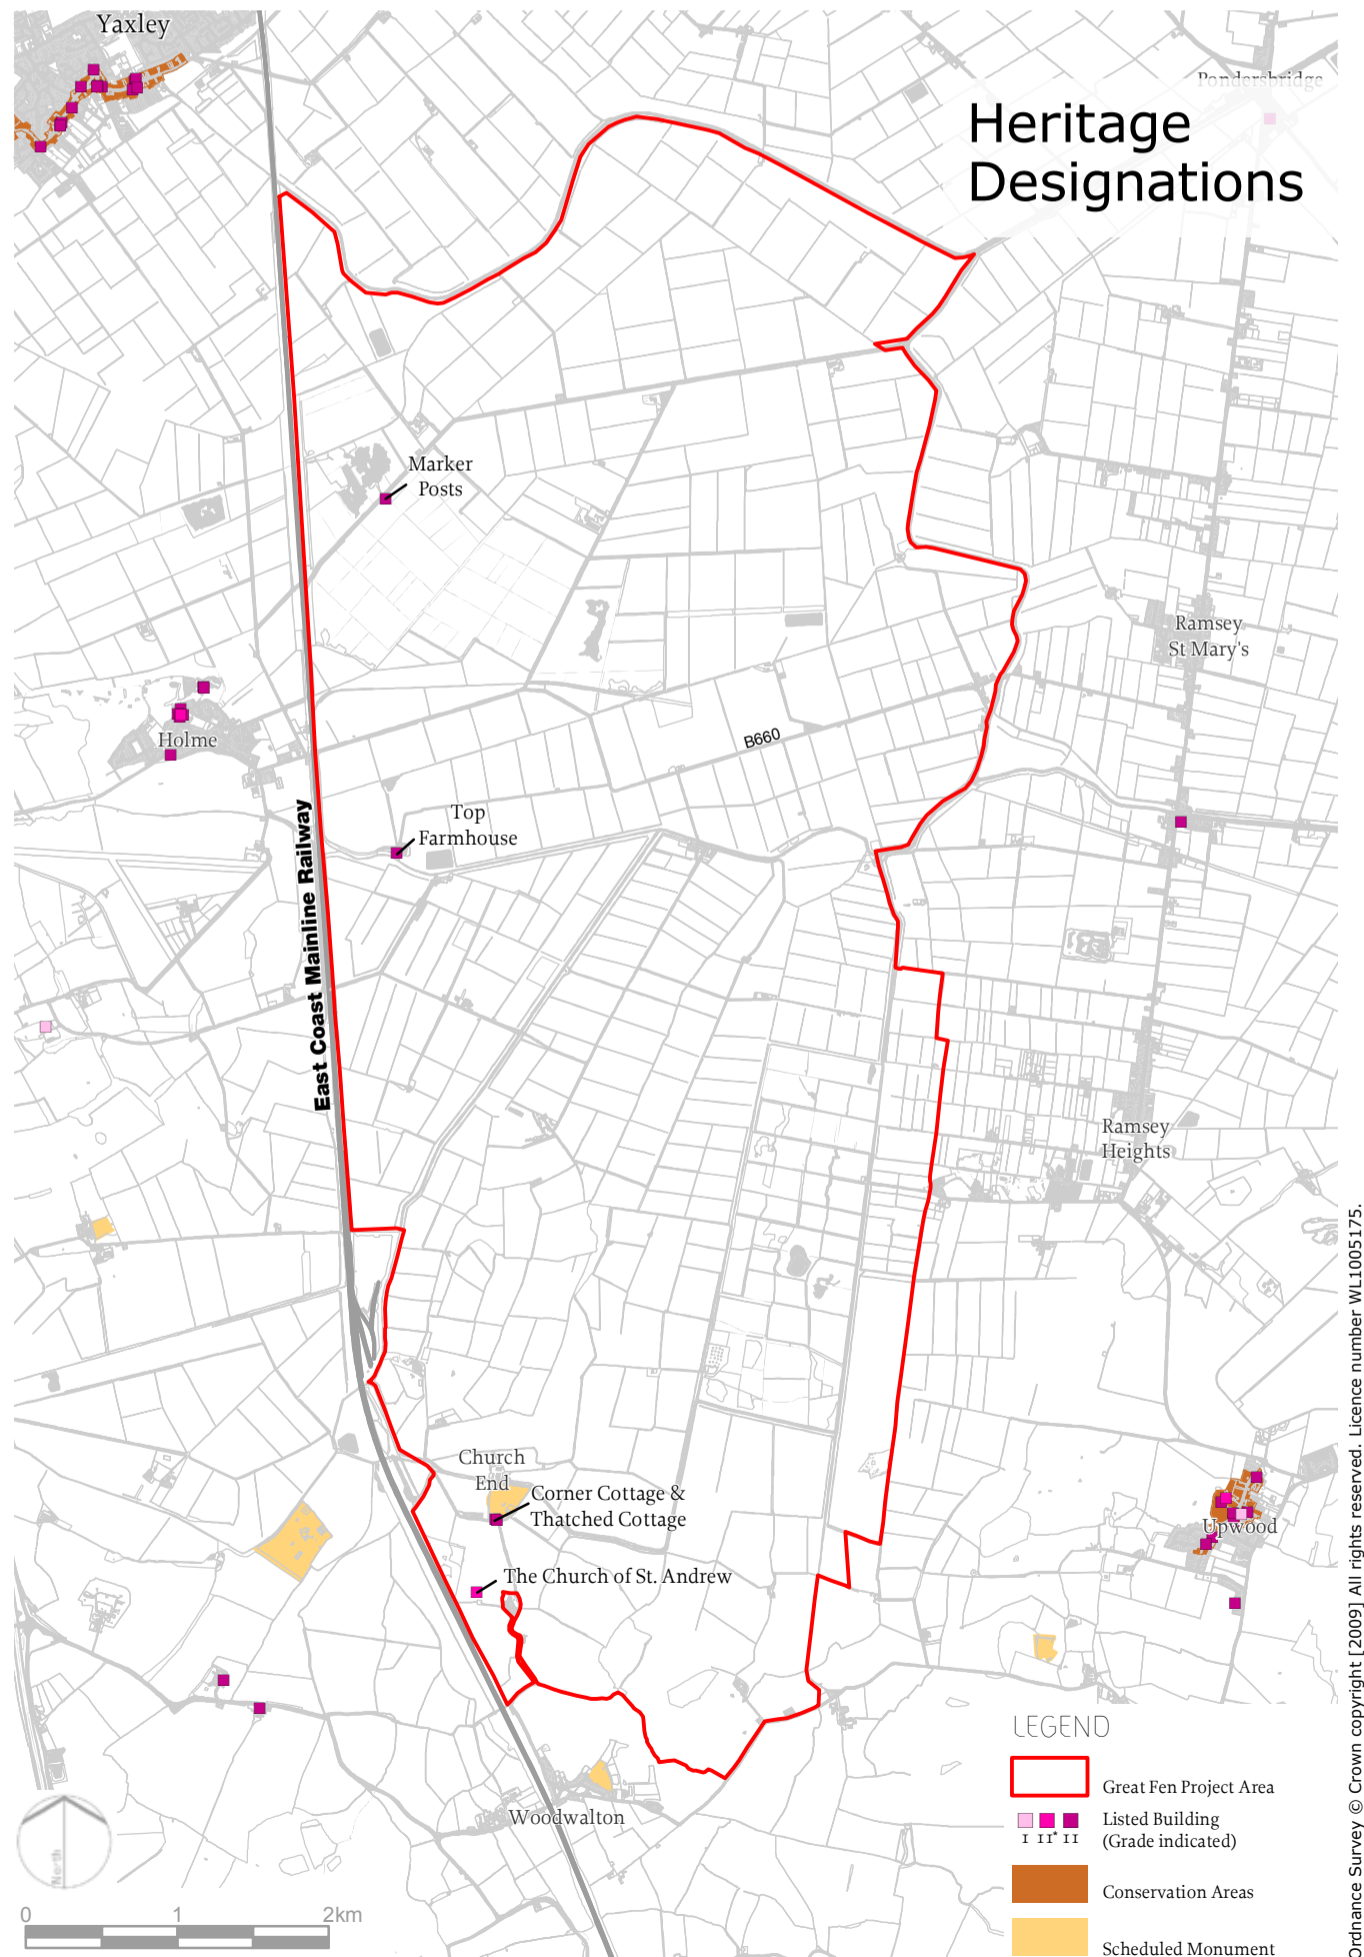 Yaxley
Pondersbridge
Heritage
Designations
Marker
Posts
Ramsey
St Mary's
Holme
B660
Top
Farmhouse
East Coast Mainline Railway
Ramsey
Heights
Church
End
Corner Cottage &
Thatched Cottage
Upwood
The Church of St. Andrew
Woodwalton
North
0 1 2km
LEGEND
Great Fen Project Area
Listed Building
I II* II
(Grade indicated)
Conservation Areas
Scheduled Monument
Ordnance Survey © Crown copyright [2009] All rights reserved. Licence number WL1005175.